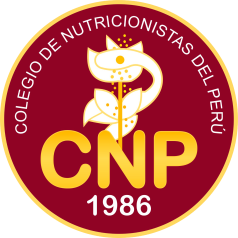 COLEGIO DE NUTRICIONISTAS DEL PERÚ
CNP
1986